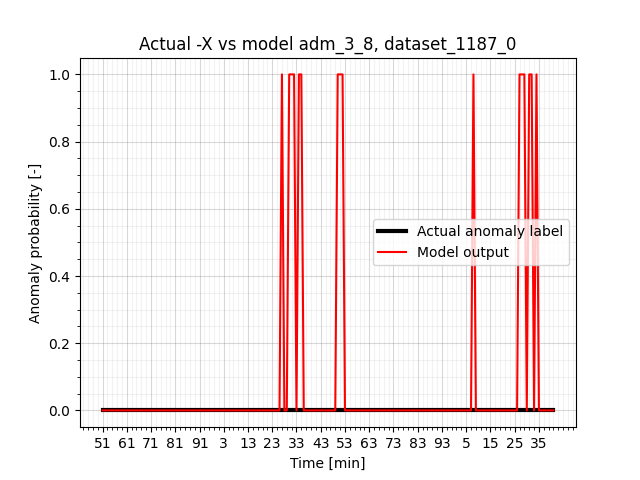 Actual -X vs model adm_3_8, dataset_1187_0
Anomaly probability [-]
1.0
0.8
0.6
0.4
0.2
0.0
Actual anomaly label
Model output
51 61 71 81 91 3 13 23 33 43 53 63 73 83 93 5 15 25 35
Time [min]